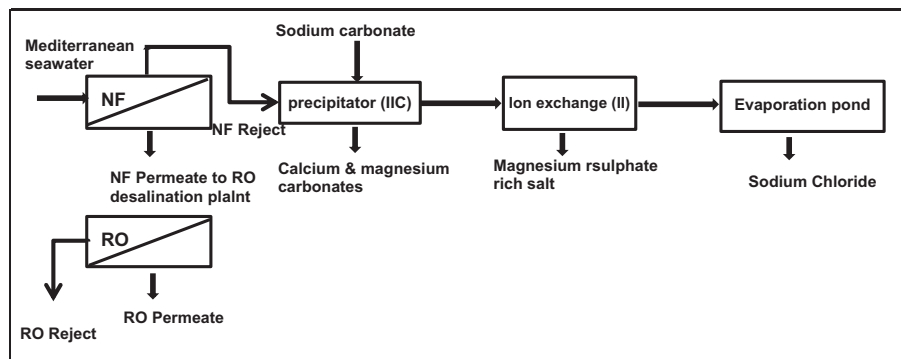 Sodium carbonate
Mediterranean
seawater
NF
precipitator (IIC)
Ion exchange (II)
Evaporation pond
NF Reject
NF Permeate to RO
desalination plaInt
Calcium & magnesium
carbonates
Magnesium rsulphate
rich salt
Sodium Chloride
RO
RO Reject
RO Permeate